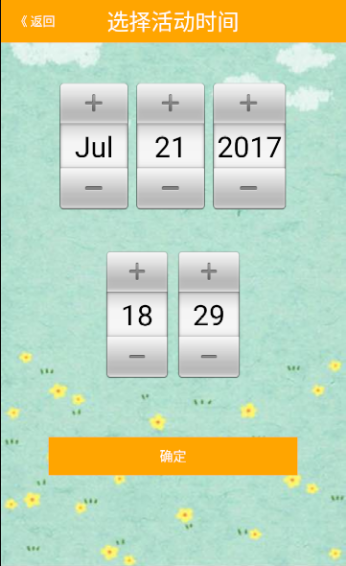 《 返回 选择活动时间
+ + +
Jul 21 2017
− − −
+ +
18 29
− −
确定